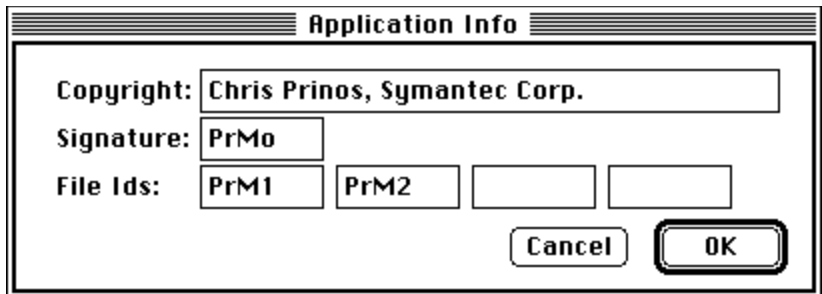 Application Info
Copyright: Chris Prinos, Symantec Corp.
Signature: PrMo
File Ids: PrM1 PrM2
Cancel OK